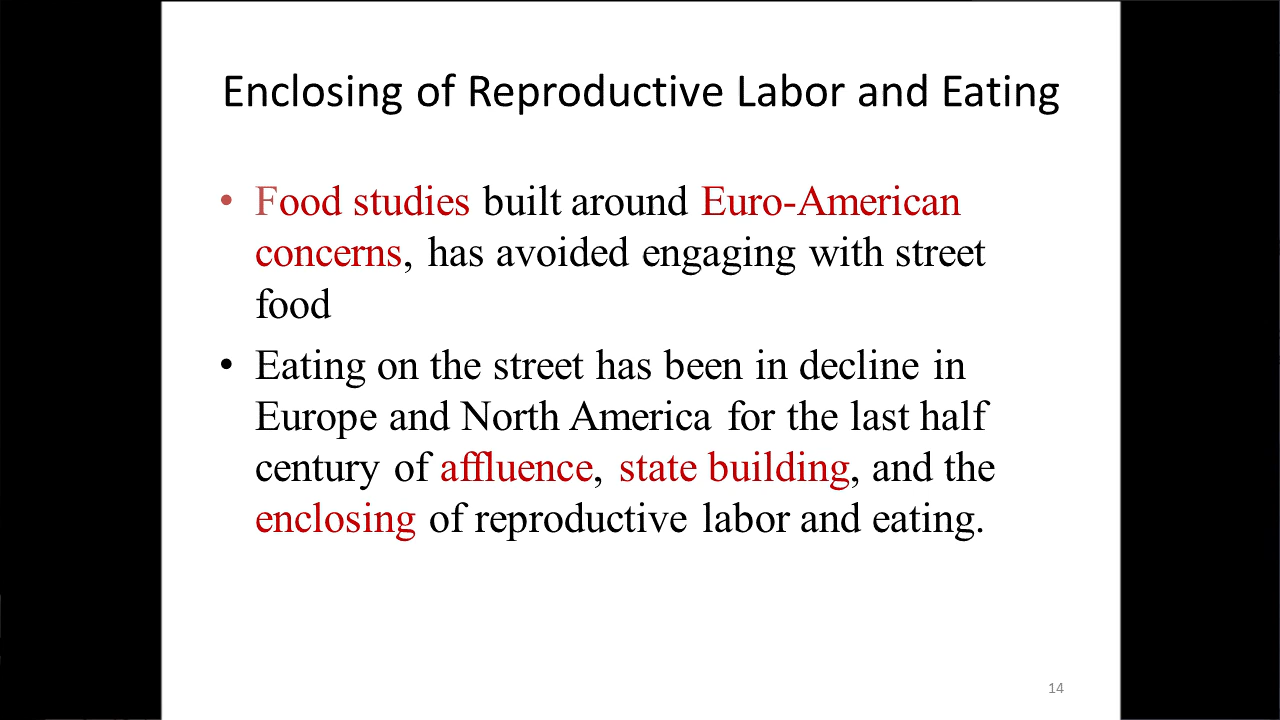 Enclosing of Reproductive Labor and Eating
• Food studies built around Euro-American
concerns, has avoided engaging with street
food
• Eating on the street has been in decline in
Europe and North America for the last half
century of affluence, state building, and the
enclosing of reproductive labor and eating.
14